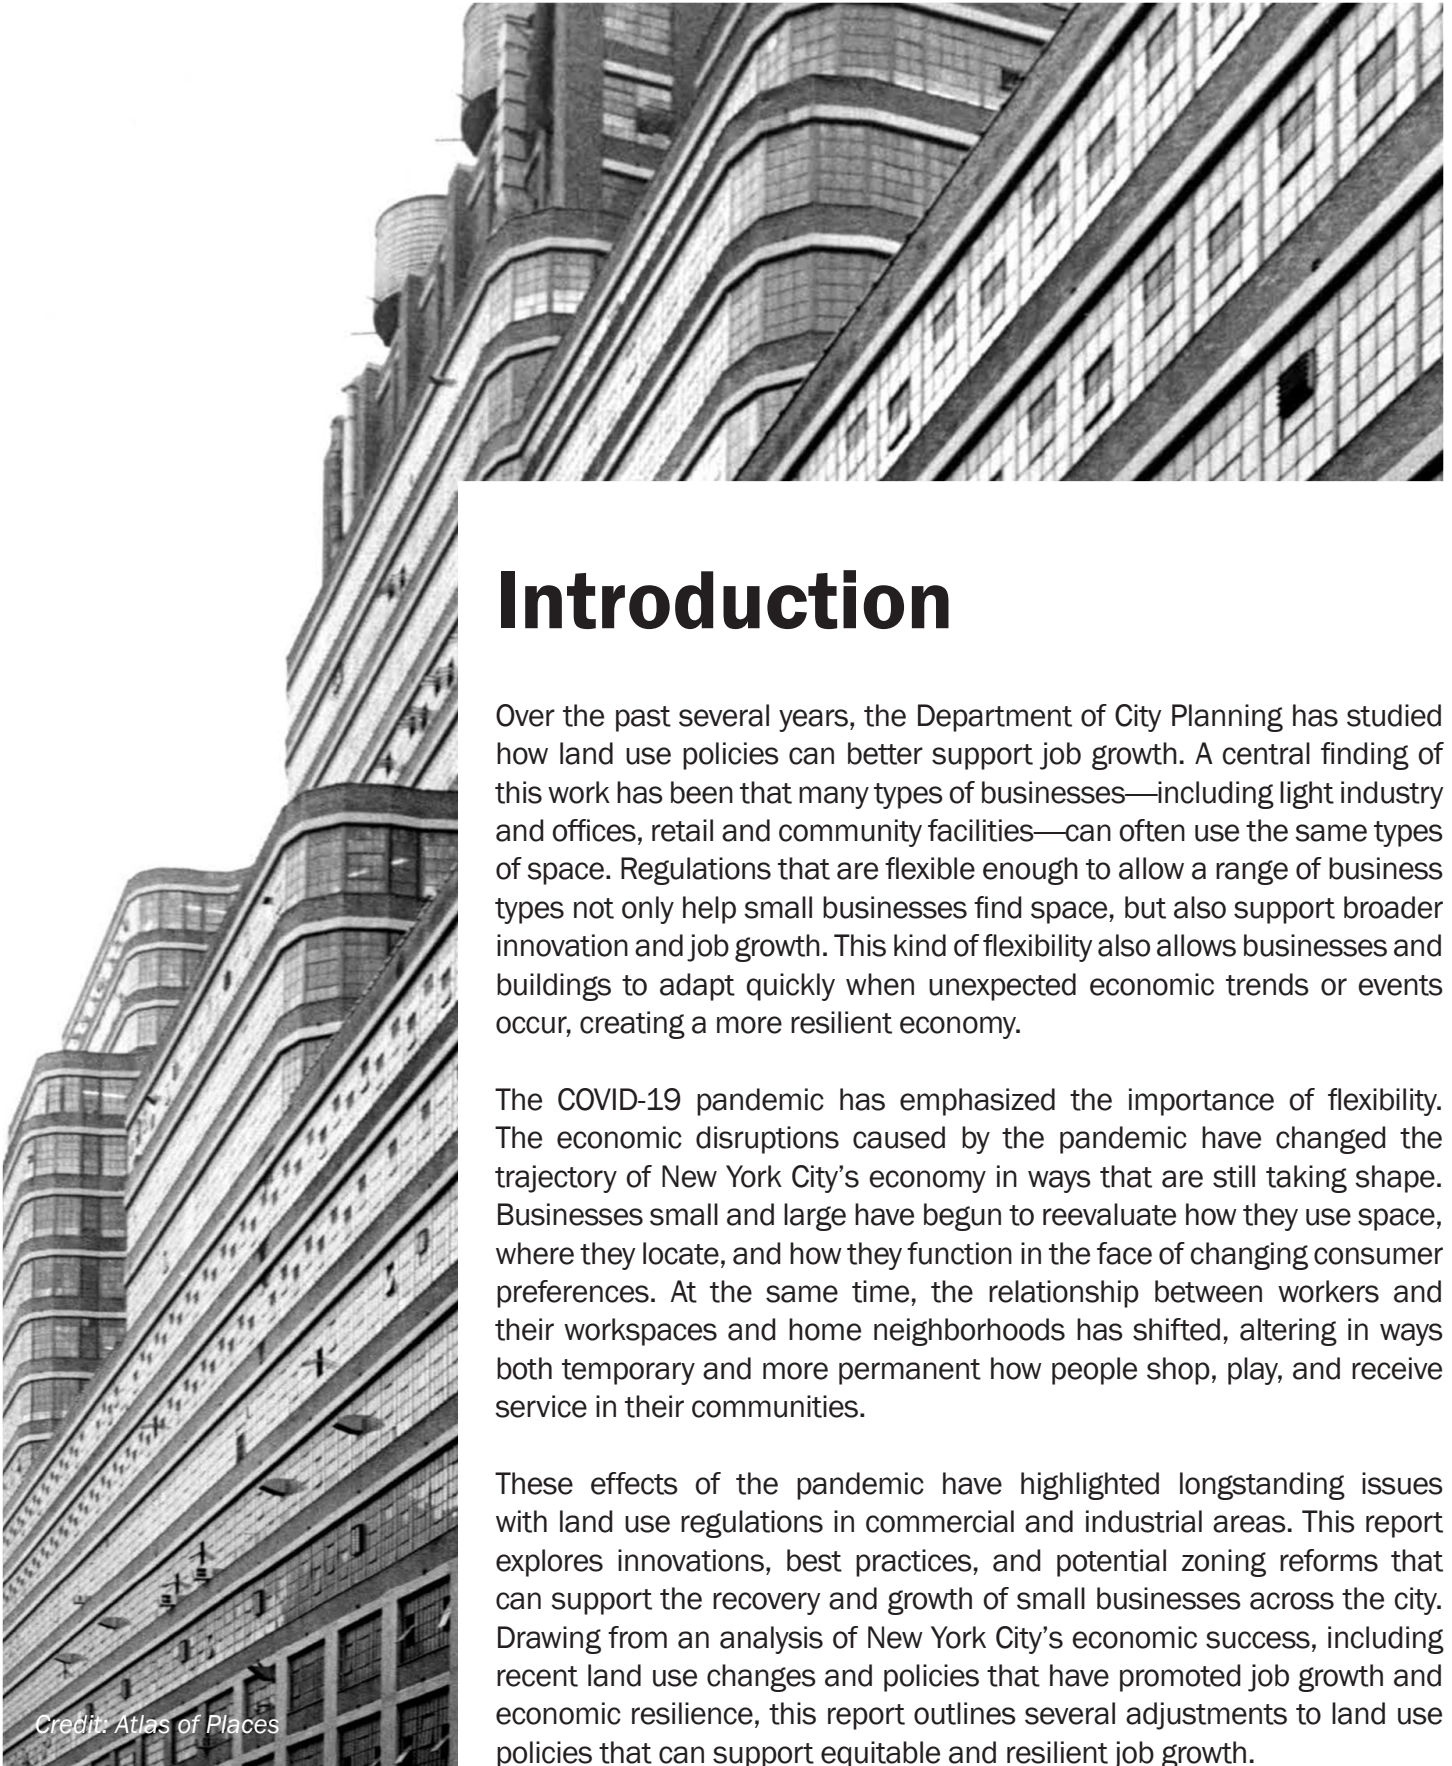 Introduction
Over the past several years, the Department of City Planning has studied
how land use policies can better support job growth. A central finding of
this work has been that many types of businesses—including light industry
and offices, retail and community facilities—can often use the same types
of space. Regulations that are flexible enough to allow a range of business
types not only help small businesses find space, but also support broader
innovation and job growth. This kind of flexibility also allows businesses and
buildings to adapt quickly when unexpected economic trends or events
occur, creating a more resilient economy.
The COVID-19 pandemic has emphasized the importance of flexibility.
The economic disruptions caused by the pandemic have changed the
trajectory of New York City’s economy in ways that are still taking shape.
Businesses small and large have begun to reevaluate how they use space,
where they locate, and how they function in the face of changing consumer
preferences. At the same time, the relationship between workers and
their workspaces and home neighborhoods has shifted, altering in ways
both temporary and more permanent how people shop, play, and receive
service in their communities.
These effects of the pandemic have highlighted longstanding issues
with land use regulations in commercial and industrial areas. This report
explores innovations, best practices, and potential zoning reforms that
can support the recovery and growth of small businesses across the city.
Drawing from an analysis of New York City’s economic success, including
recent land use changes and policies that have promoted job growth and
economic resilience, this report outlines several adjustments to land use
policies that can support equitable and resilient job growth.
Credit: Atlas of Places